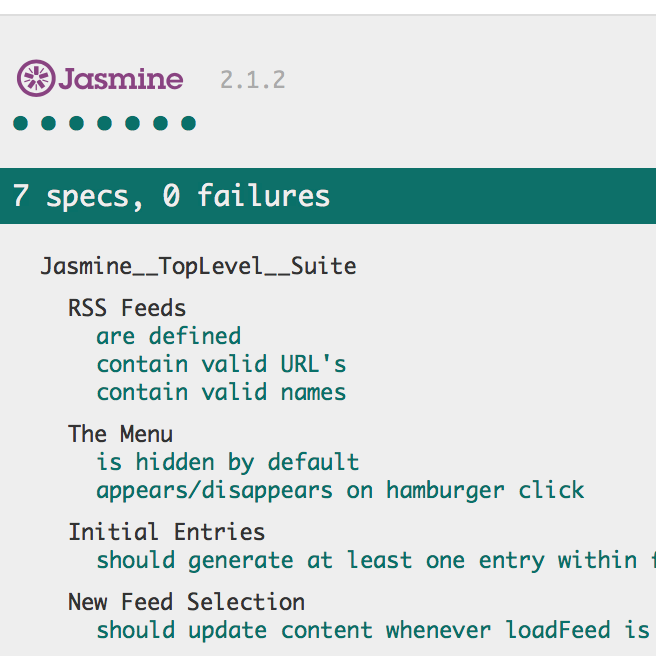 Jasmine 2.1.2
7 specs, 0 failures
Jasmine__TopLevel__Suite
RSS Feeds
are defined
contain valid URL's
contain valid names
The Menu
is hidden by default
appears/disappears on hamburger click
Initial Entries
should generate at least one entry within
New Feed Selection
should update content whenever loadFeed is